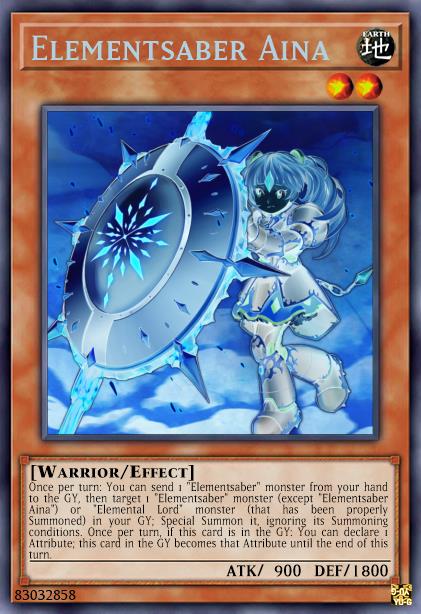 Elementsaber Aina
EARTH
地
[Warrior/Effect]
Once per turn: You can send 1 "Elementsaber" monster from your hand
to the GY, then target 1 "Elementsaber" monster (except "Elementsaber
Aina") or "Elemental Lord" monster (that has been properly
Summoned) in your GY; Special Summon it, ignoring its Summoning
conditions. Once per turn, if this card is in the GY: You can declare 1
Attribute; this card in the GY becomes that Attribute until the end of this
turn.
ATK/ 900 DEF/1800
83032858